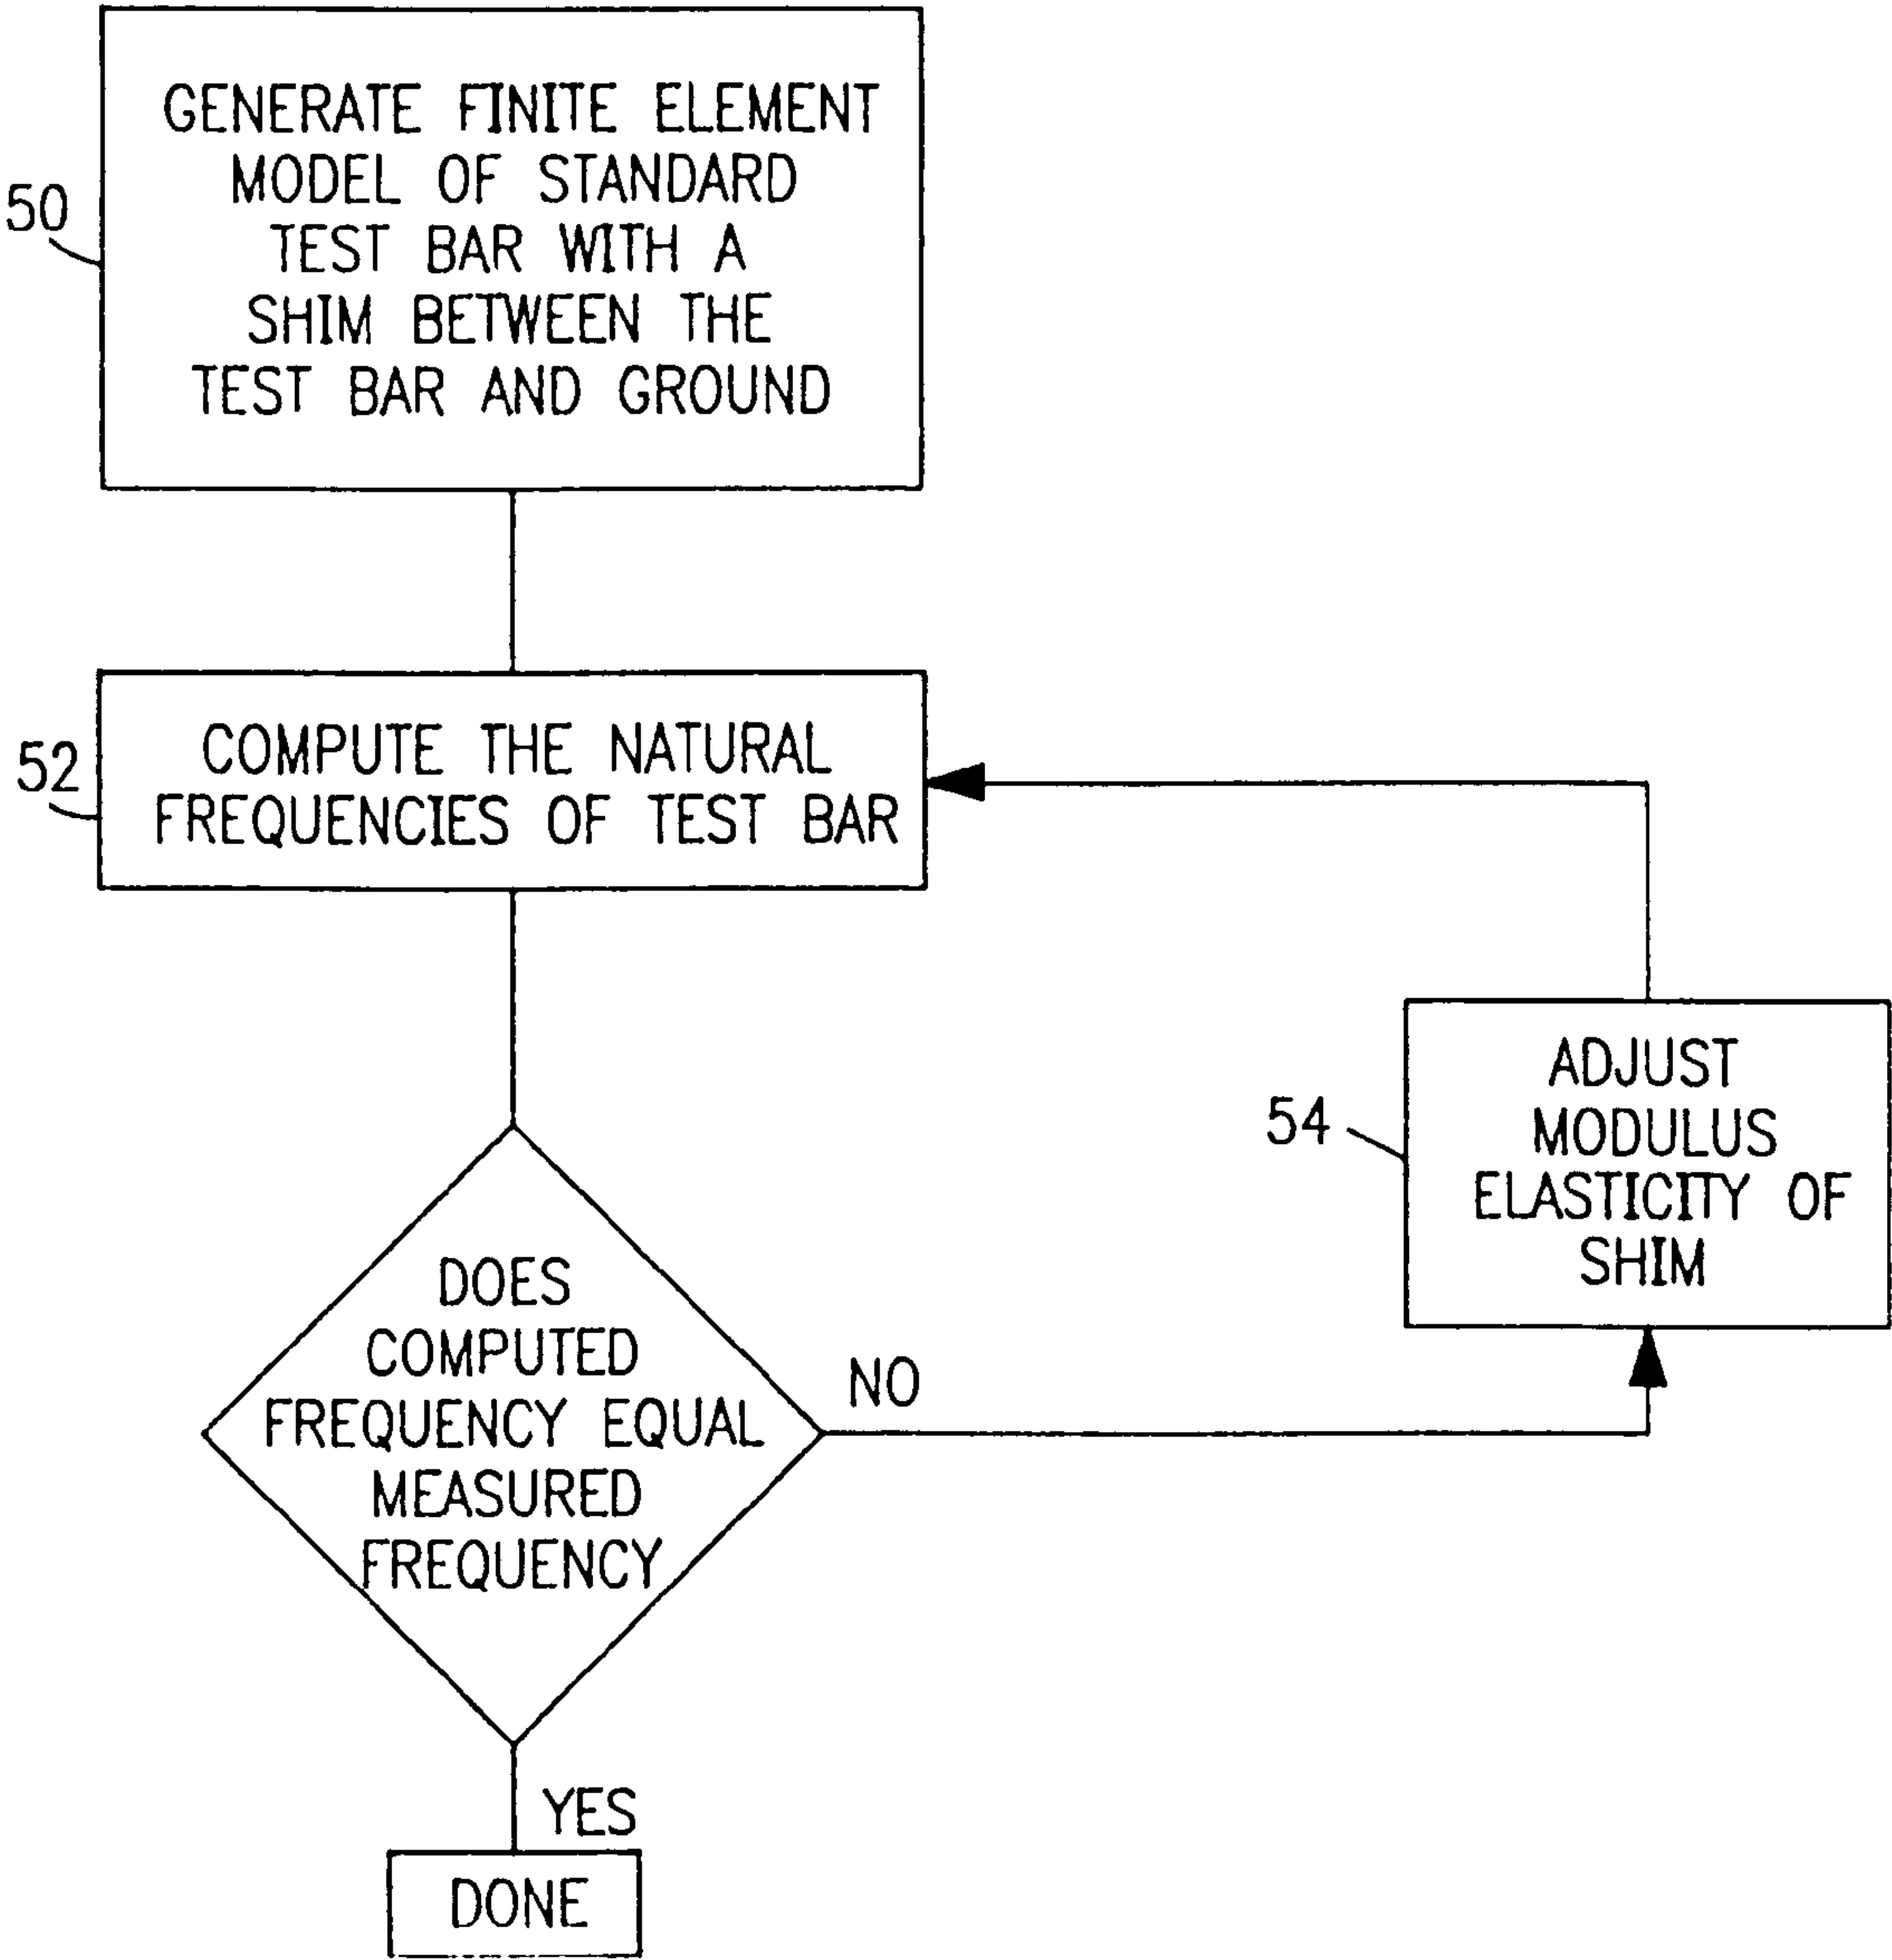 GENERATE FINITE ELEMENT
MODEL OF STANDARD
TEST BAR WITH A
SHIM BETWEEN THE
TEST BAR AND GROUND
50
COMPUTE THE NATURAL
FREQUENCIES OF TEST BAR
52
ADJUST
MODULUS
ELASTICITY OF
SHIM
54
DOES
COMPUTED
FREQUENCY EQUAL
MEASURED
FREQUENCY
NO
YES
DONE